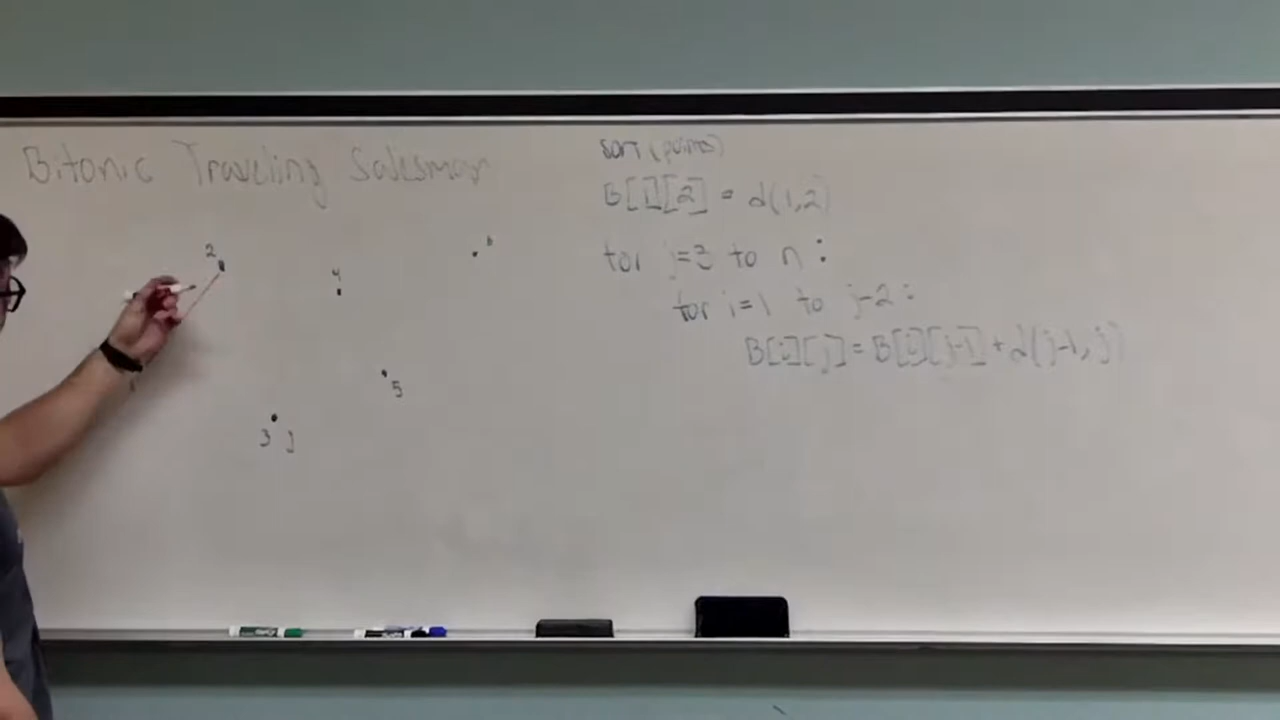 Bitonic Traveling Salesman
sort(points)
B[1][2] = d(1,2)
for j=3 to n:
for i=1 to j-2:
B[i][j] = B[i][j-1] + d(j-1, j)
2
4
6
5
3 j